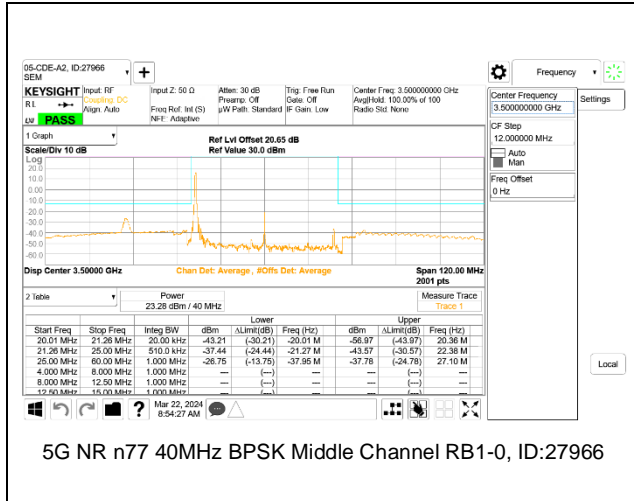 05-CDE-A2, ID:27966
SEM
Frequency
KEYSIGHT
Input: RF
Coupling: DC
Align: Auto
Input Z: 50 Ω
Freq Ref: Int (S)
NFE: Adaptive
Atten: 30 dB
Preamp: Off
µW Path: Standard
Trig: Free Run
Gate: Off
IF Gain: Low
Center Freq: 3.500000000 GHz
Avg|Hold: 100.00% of 100
Radio Std: None
PASS
Center Frequency
3.500000000 GHz
Settings
CF Step
12.000000 MHz
Auto
Man
Freq Offset
0 Hz
1 Graph
Scale/Div 10 dB
Ref Lvl Offset 20.65 dB
Ref Value 30.0 dBm
Log
20.0
10.0
0.00
-10.0
-20.0
-30.0
-40.0
-50.0
-60.0
Disp Center 3.50000 GHz
Chan Det: Average , #Offs Det: Average
Span 120.00 MHz
2001 pts
2 Table
Power
23.28 dBm / 40 MHz
Measure Trace
Trace 1
Lower Upper
Start Freq Stop Freq Integ BW dBm ΔLimit(dB) Freq (Hz) dBm ΔLimit(dB) Freq (Hz)
20.01 MHz 21.26 MHz 20.00 kHz -43.21 (-30.21) -20.01 M -56.97 (-43.97) 20.36 M
21.26 MHz 25.00 MHz 510.0 kHz -37.44 (-24.44) -21.27 M -43.57 (-30.57) 22.38 M
25.00 MHz 60.00 MHz 1.000 MHz -26.75 (-13.75) -37.95 M -37.78 (-24.78) 27.10 M
4.000 MHz 8.000 MHz 1.000 MHz --- (---) --- (---)
8.000 MHz 12.50 MHz 1.000 MHz --- (---) --- (---)
12.50 MHz 15.00 MHz 1.000 MHz --- (---) --- (---)
Local
Mar 22, 2024
8:54:27 AM
5G NR n77 40MHz BPSK Middle Channel RB1-0, ID:27966